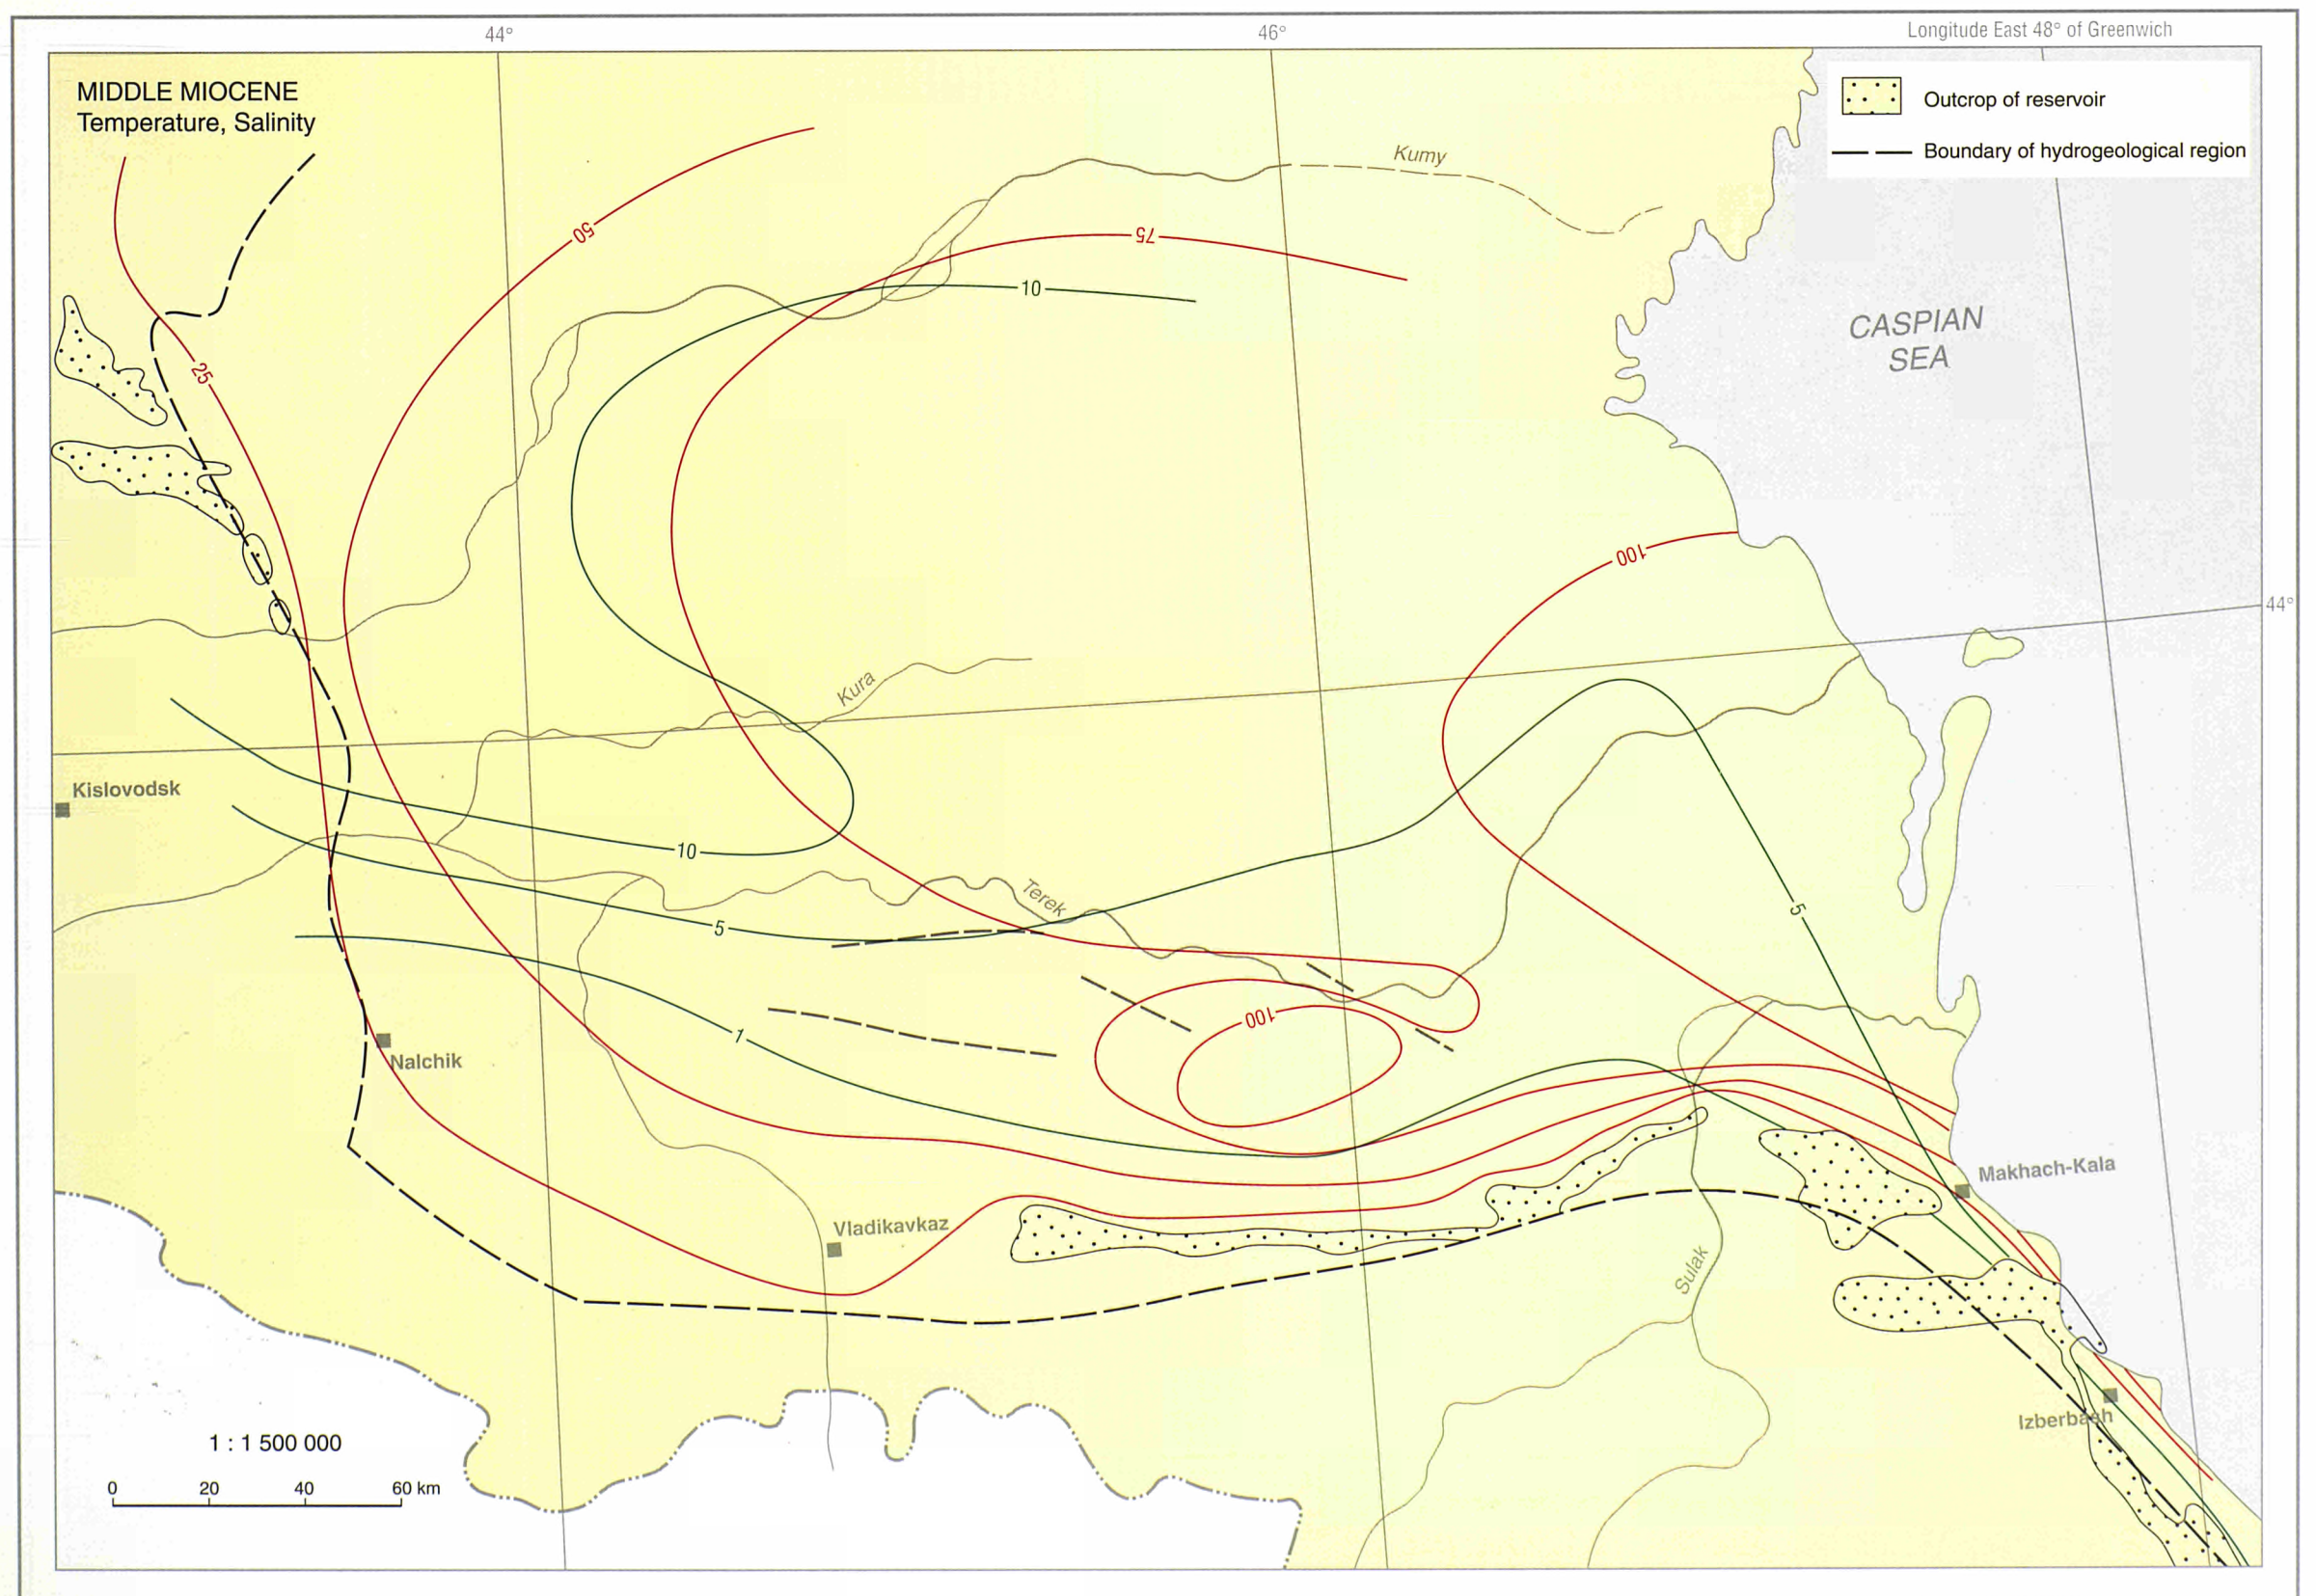 44°
46°
Longitude East 48° of Greenwich
MIDDLE MIOCENE
Temperature, Salinity
Outcrop of reservoir
Boundary of hydrogeological region
Kumy
50
75
10
CASPIAN
SEA
25
100
44°
Kura
Kislovodsk
10
Terek
5
5
100
1
Nalchik
Makhach-Kala
Vladikavkaz
Sulak
Izberbash
1 : 1 500 000
0 20 40 60 km